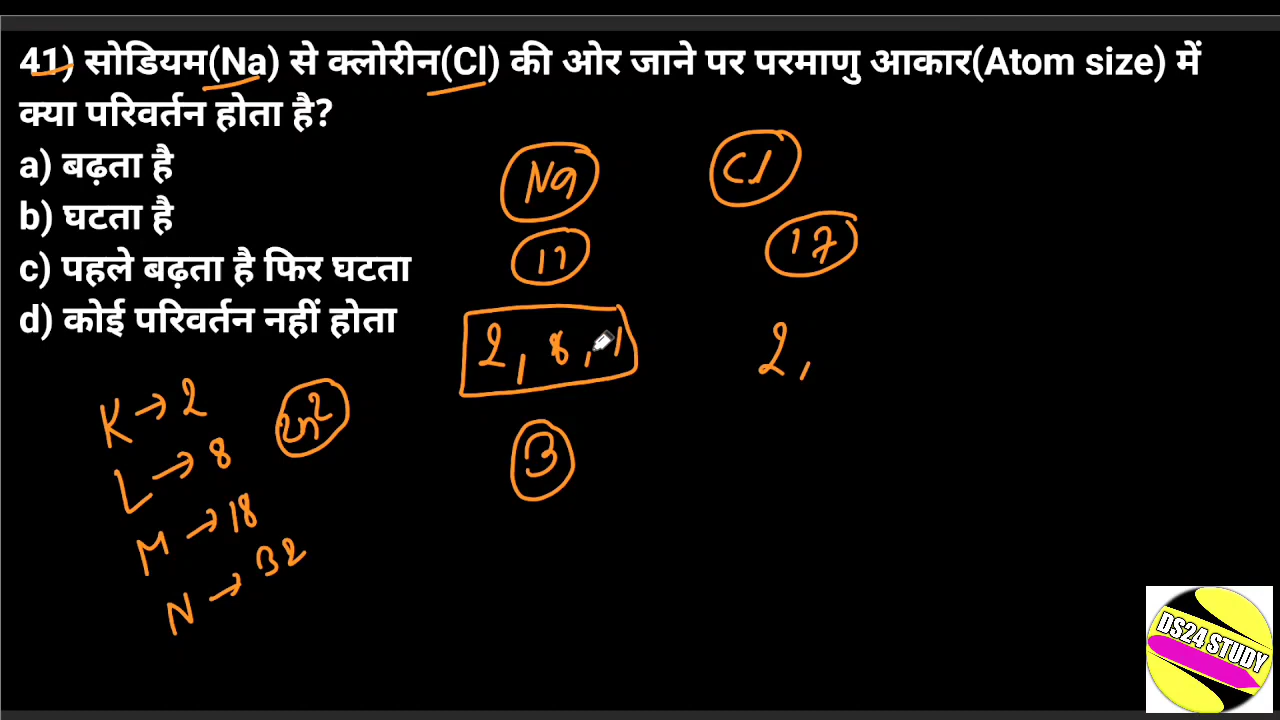 41) सोडियम(Na) से क्लोरीन(Cl) की ओर जाने पर परमाणु आकार(Atom size) में
क्या परिवर्तन होता है?
a) बढ़ता है
b) घटता है
c) पहले बढ़ता है फिर घटता
d) कोई परिवर्तन नहीं होता
Na
Cl
11
17
2, 8, 1
2,
3
K → 2
2n²
L → 8
M → 18
N → 32
DS24 STUDY